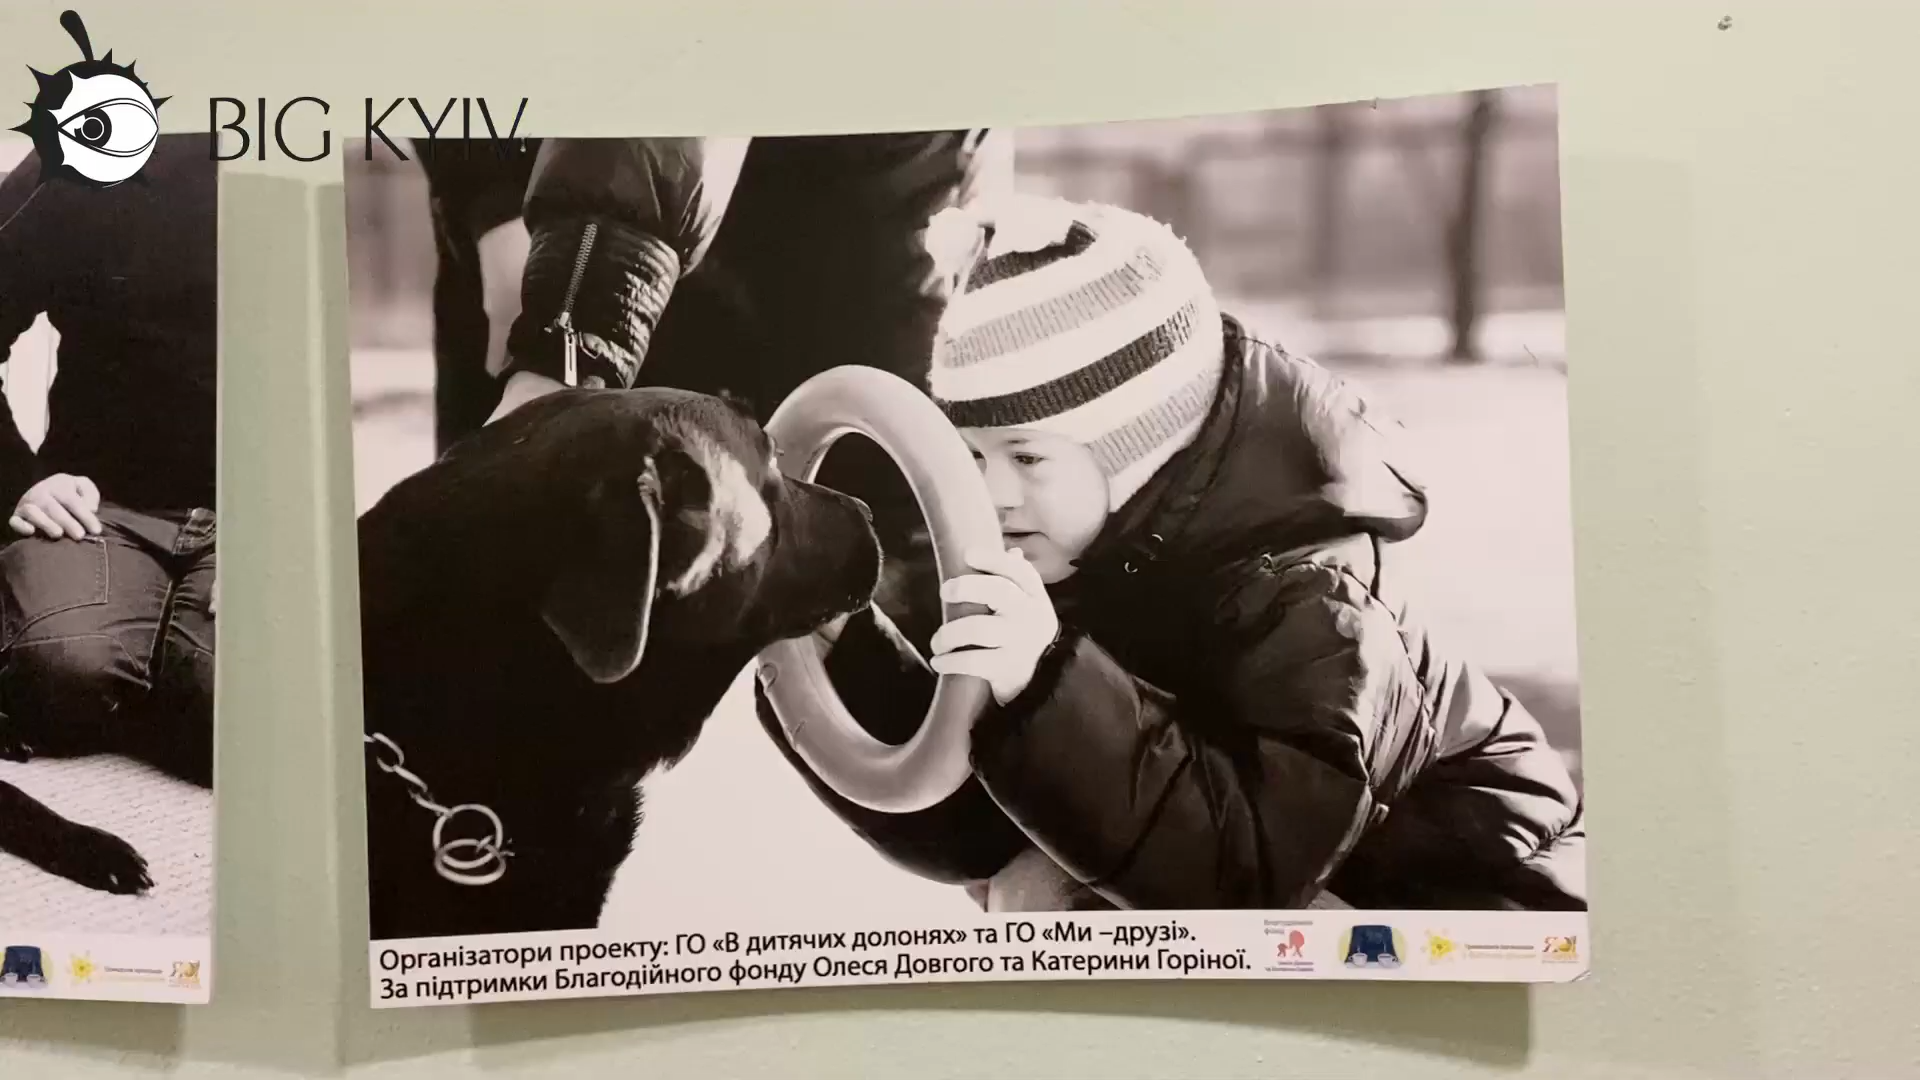 BIG KYIV
Організатори проекту: ГО «В дитячих долонях» та ГО «Ми –друзі».
За підтримки Благодійного фонду Олеся Довгого та Катерини Горіної.